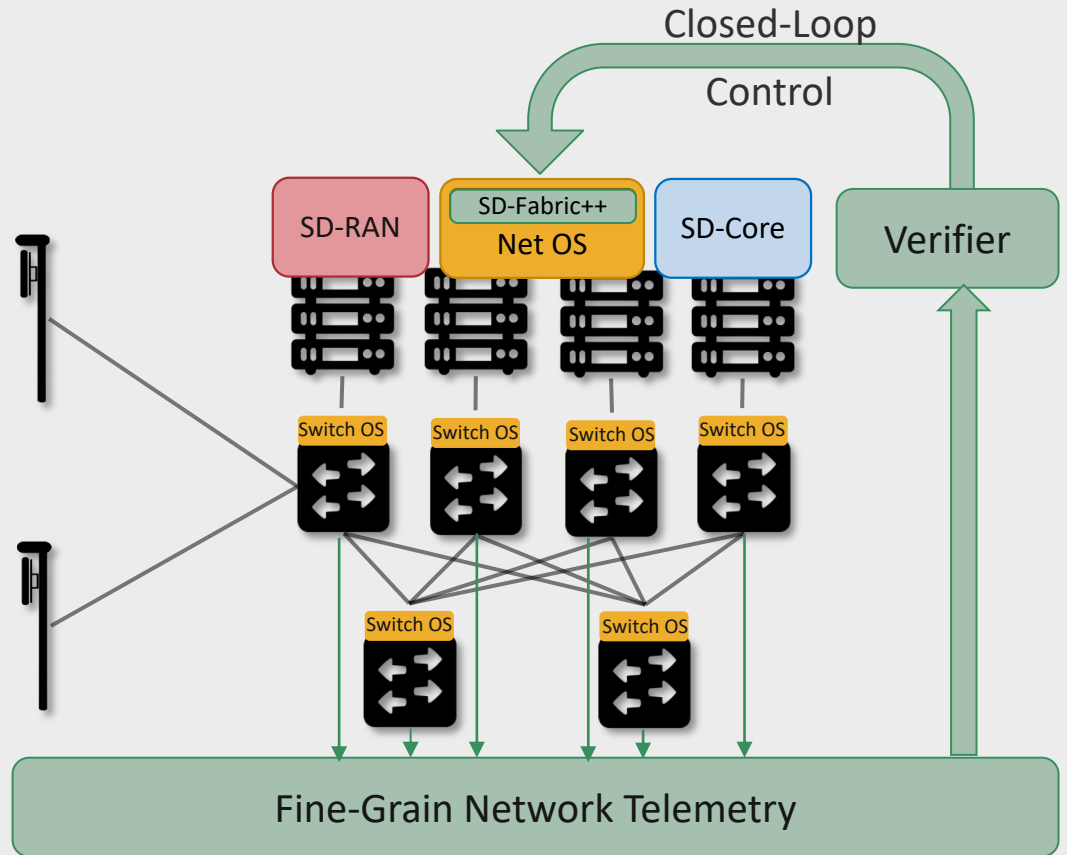 Closed-Loop
Control
SD-RAN
SD-Fabric++
Net OS
SD-Core
Verifier
Switch OS
Switch OS
Switch OS
Switch OS
Switch OS
Switch OS
Fine-Grain Network Telemetry